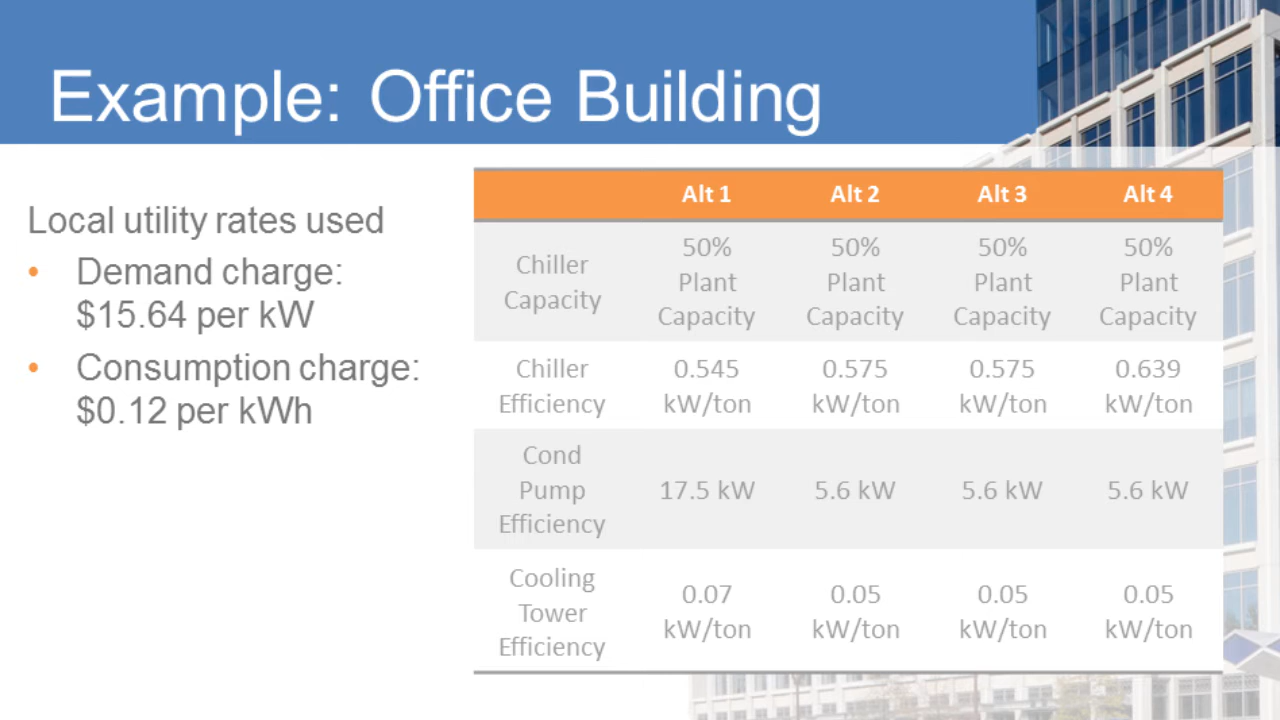 Example: Office Building
Local utility rates used
• Demand charge:
$15.64 per kW
• Consumption charge:
$0.12 per kWh
Alt 1 Alt 2 Alt 3 Alt 4
Chiller Capacity 50% Plant Capacity 50% Plant Capacity 50% Plant Capacity 50% Plant Capacity
Chiller Efficiency 0.545 kW/ton 0.575 kW/ton 0.575 kW/ton 0.639 kW/ton
Cond Pump Efficiency 17.5 kW 5.6 kW 5.6 kW 5.6 kW
Cooling Tower Efficiency 0.07 kW/ton 0.05 kW/ton 0.05 kW/ton 0.05 kW/ton